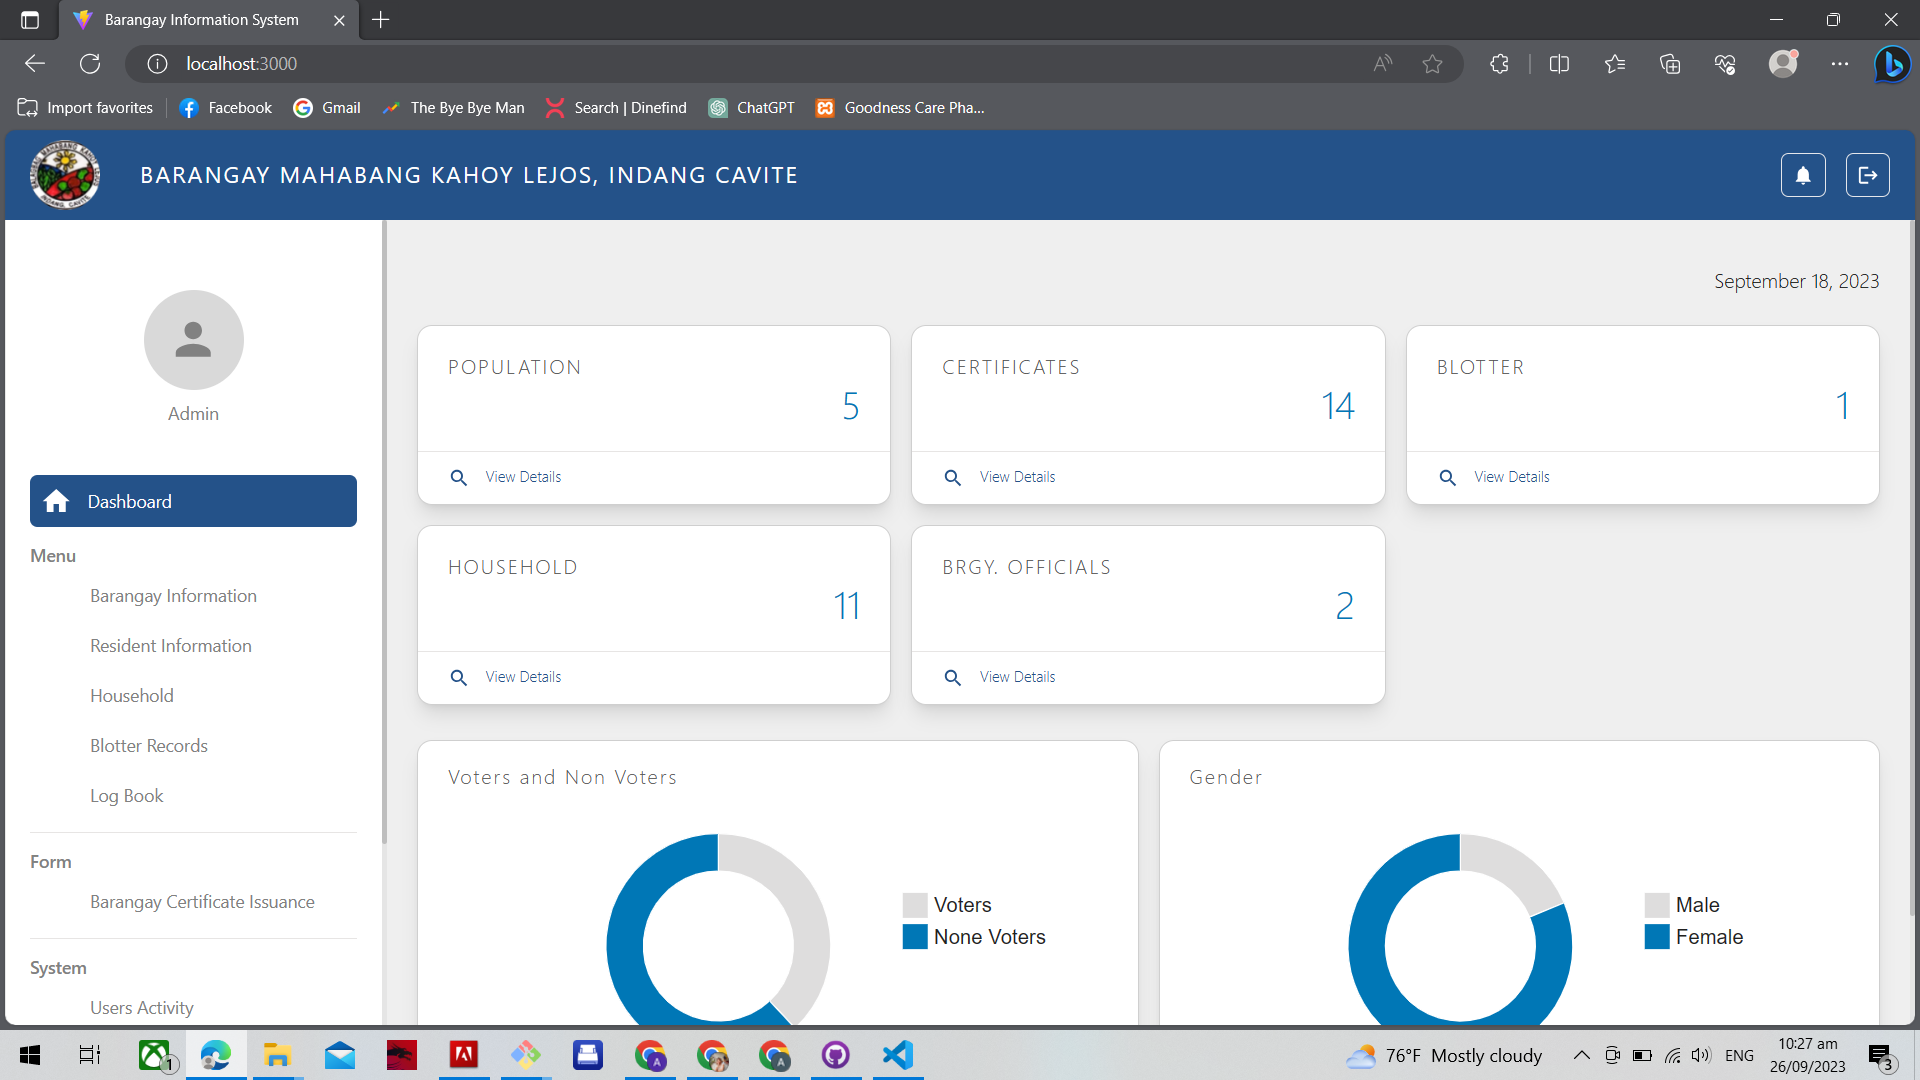 Barangay Information System
localhost:3000
Import favorites
Facebook
Gmail
The Bye Bye Man
Search | Dinefind
ChatGPT
Goodness Care Pha...
BARANGAY MAHABANG KAHOY LEJOS, INDANG CAVITE
Admin
Dashboard
Menu
Barangay Information
Resident Information
Household
Blotter Records
Log Book
Form
Barangay Certificate Issuance
System
Users Activity
September 18, 2023
POPULATION
5
View Details
CERTIFICATES
14
View Details
BLOTTER
1
View Details
HOUSEHOLD
11
View Details
BRGY. OFFICIALS
2
View Details
Voters and Non Voters
Voters
None Voters
Gender
Male
Female
1
76°F Mostly cloudy
ENG
10:27 am
26/09/2023
3